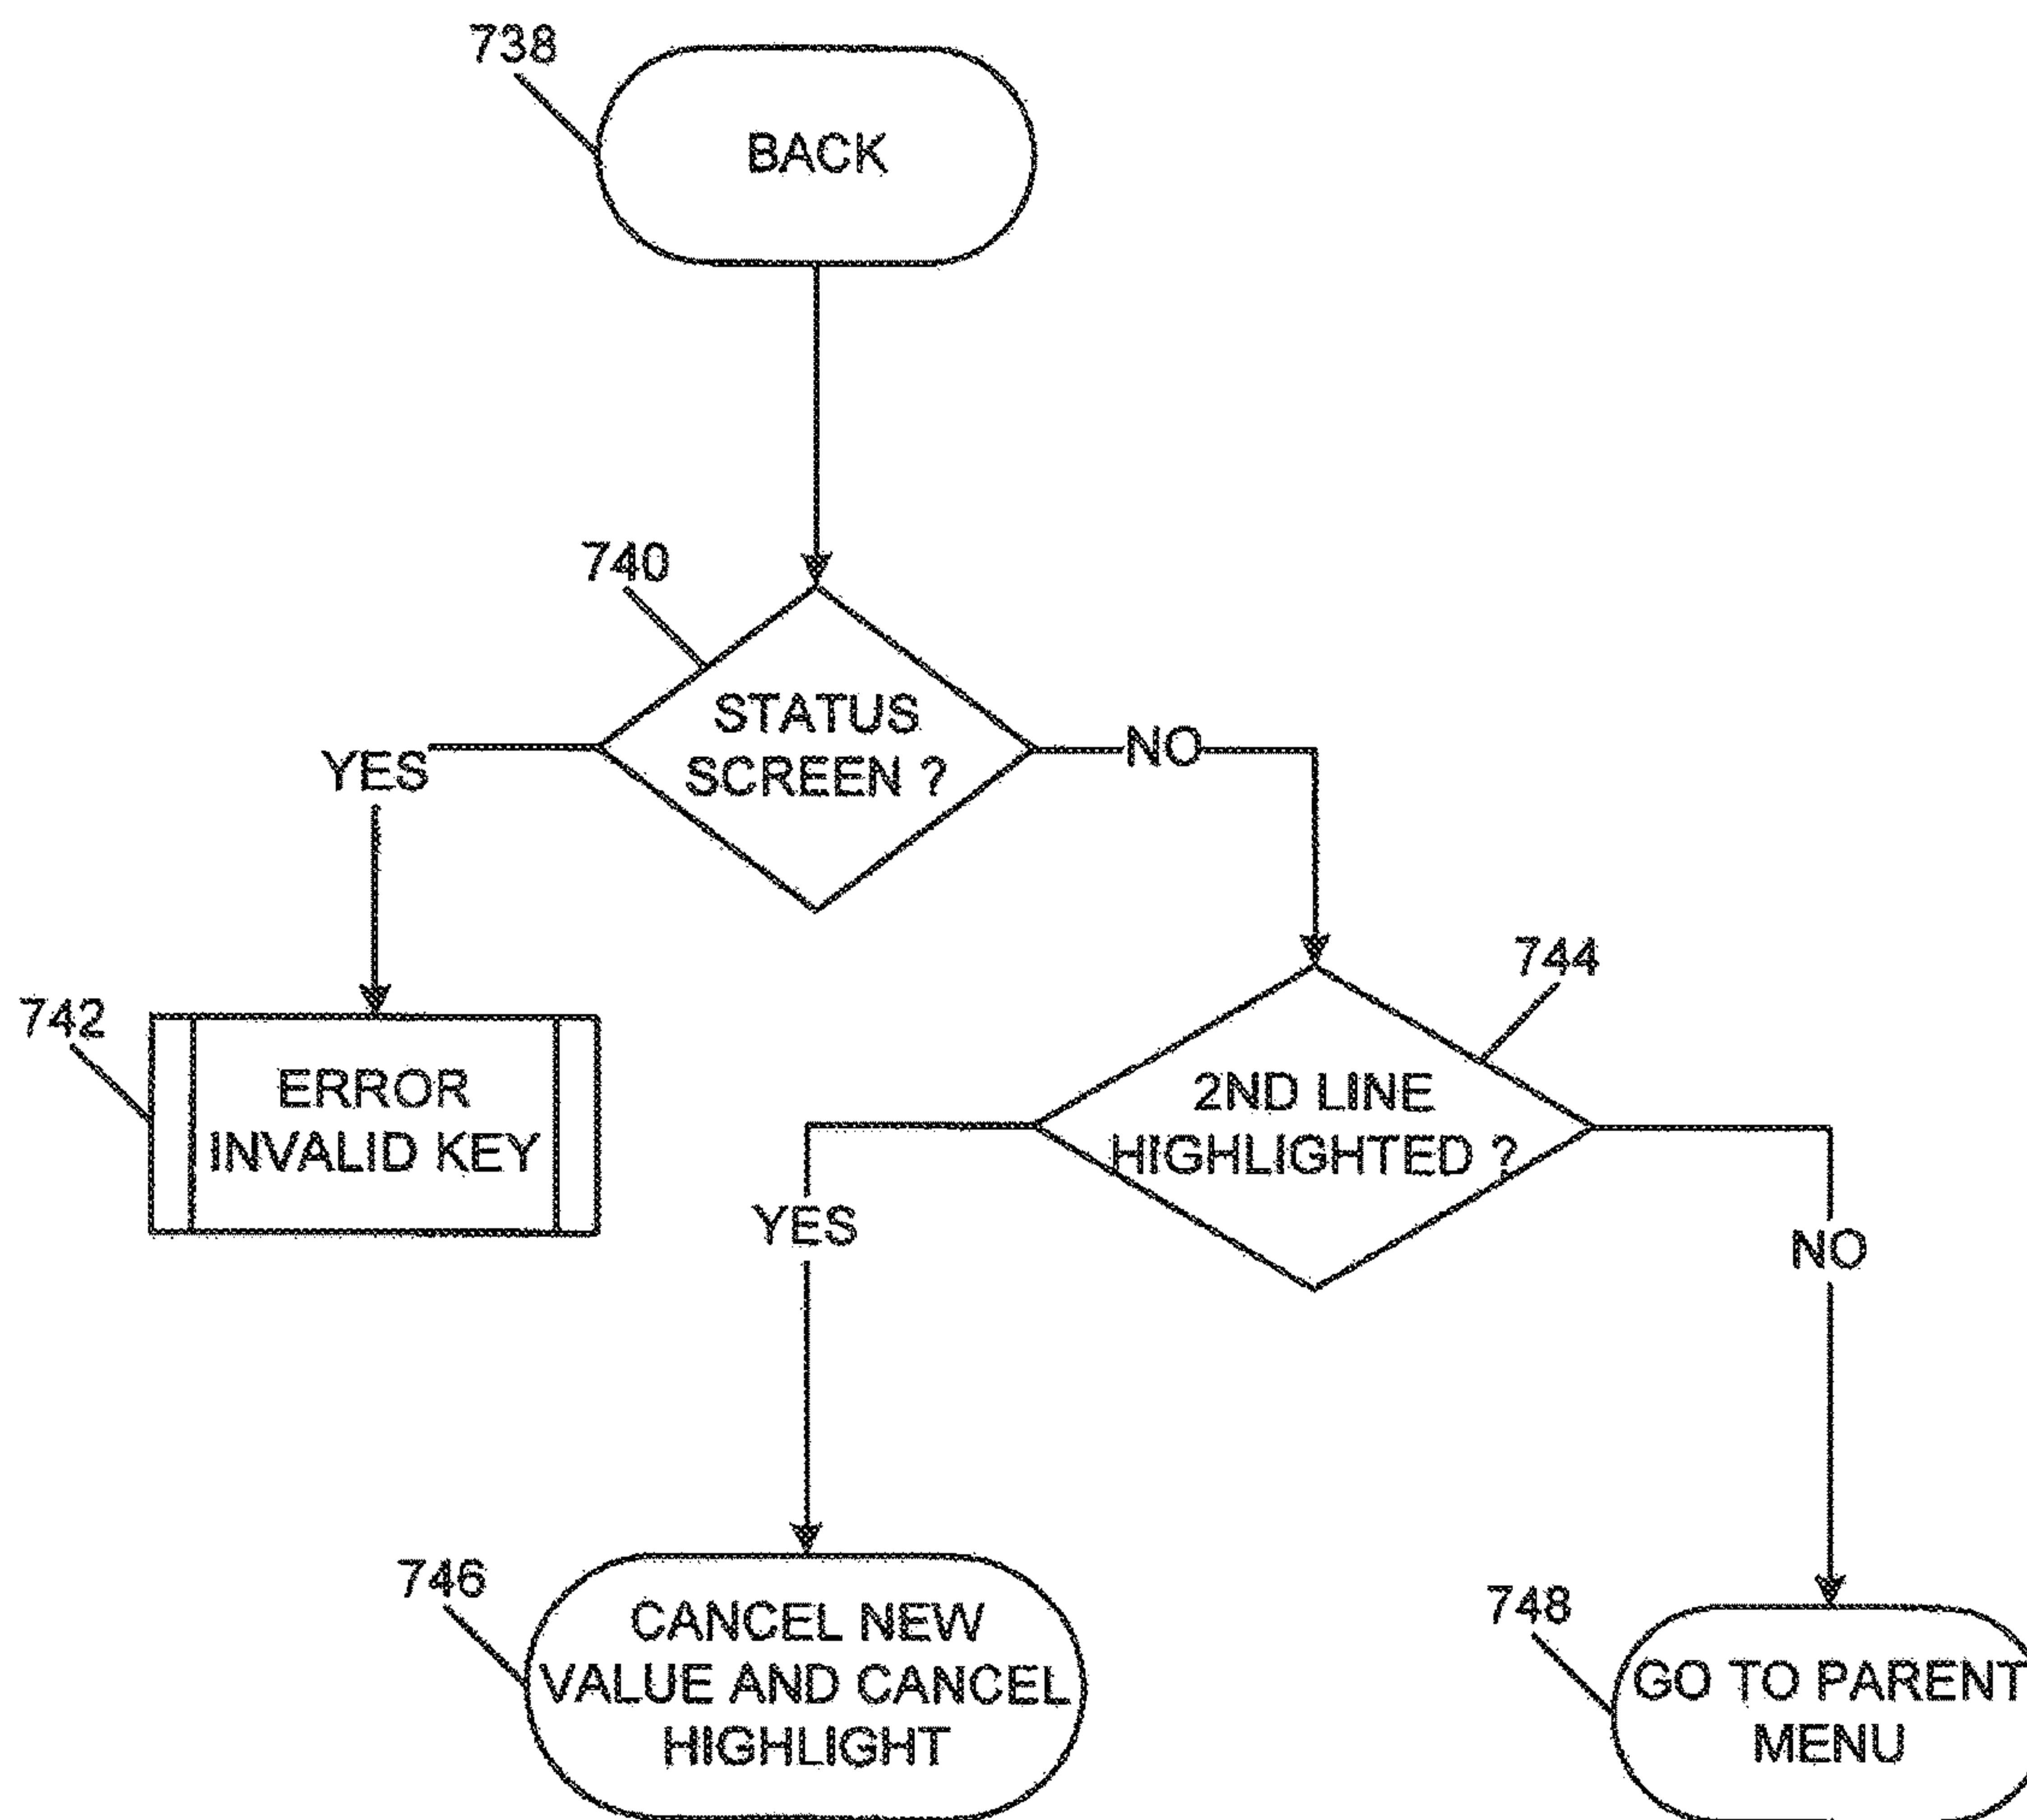 738
BACK
740
STATUS
SCREEN ?
YES
NO
742
ERROR
INVALID KEY
744
2ND LINE
HIGHLIGHTED ?
YES
NO
746
CANCEL NEW
VALUE AND CANCEL
HIGHLIGHT
748
GO TO PARENT
MENU